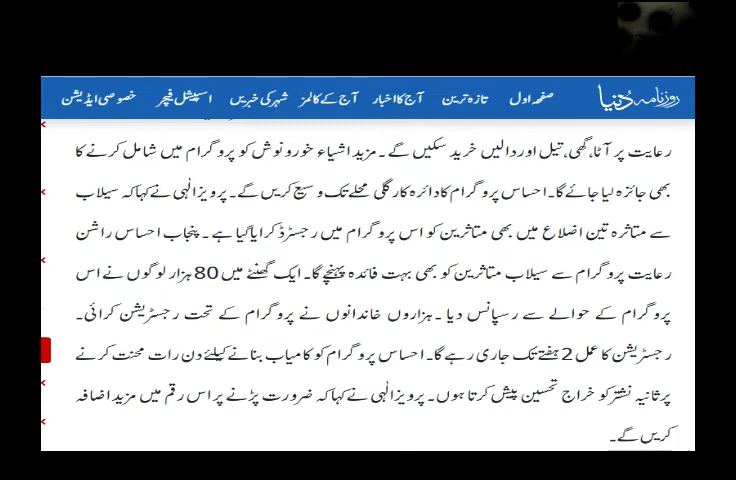 روزنامہ دنیا
صفحہ اول تازہ ترین آج کا اخبار آج کے کالمز شہر کی خبریں اسپیشل فیچر خصوصی ایڈیشن
رعایت پر آٹا، گھی، تیل اور دالیں خرید سکیں گے۔ مزید اشیاء خورونوش کو پروگرام میں شامل کرنے کا
بھی جائزہ لیا جائے گا۔ احساس پروگرام کا دائرہ کار گلی محلے تک وسیع کریں گے۔ پرویز الٰہی نے کہا کہ سیلاب
سے متاثرہ تین اضلاع میں بھی متاثرین کو اس پروگرام میں رجسٹرڈ کرایا گیا ہے۔ پنجاب احساس راشن
رعایت پروگرام سے سیلاب متاثرین کو بھی بہت فائدہ پہنچے گا۔ ایک گھنٹے میں 80 ہزار لوگوں نے اس
پروگرام کے حوالے سے رسپانس دیا۔ ہزاروں خاندانوں نے پروگرام کے تحت رجسٹریشن کرائی۔
رجسٹریشن کا عمل 2 ہفتے تک جاری رہے گا۔ احساس پروگرام کو کامیاب بنانے کیلئے دن رات محنت کرنے
پر ثانیہ نشتر کو خراج تحسین پیش کرتا ہوں۔ پرویز الٰہی نے کہا کہ ضرورت پڑنے پر اس رقم میں مزید اضافہ
کریں گے۔